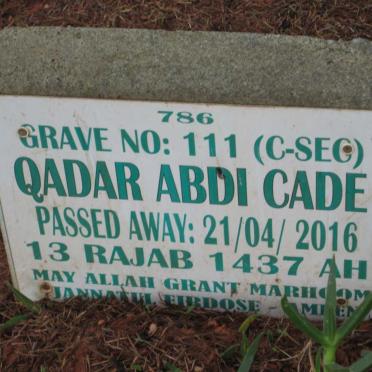 786
GRAVE NO: 111 (C-SEC)
QADAR ABDI CADE
PASSED AWAY: 21/04/2016
13 RAJAB 1437 AH
MAY ALLAH GRANT MARHOOM
JANNATUL FIRDOSE AMEEN